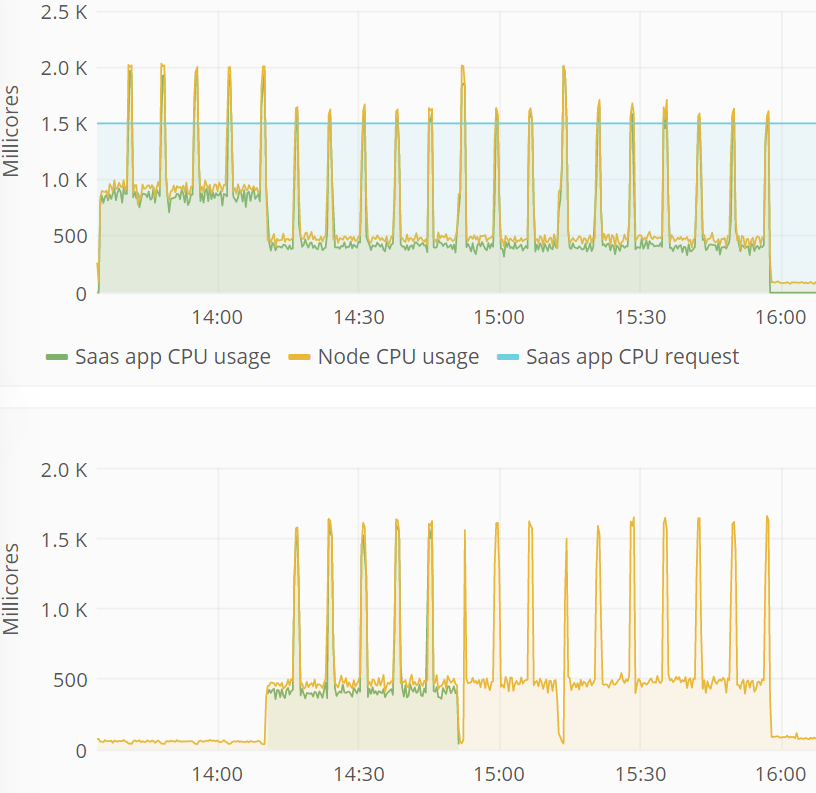 2.5 K
2.0 K
1.5 K
1.0 K
500
0
Millicores
14:00 14:30 15:00 15:30 16:00
Saas app CPU usage Node CPU usage Saas app CPU request
2.0 K
1.5 K
1.0 K
500
0
Millicores
14:00 14:30 15:00 15:30 16:00